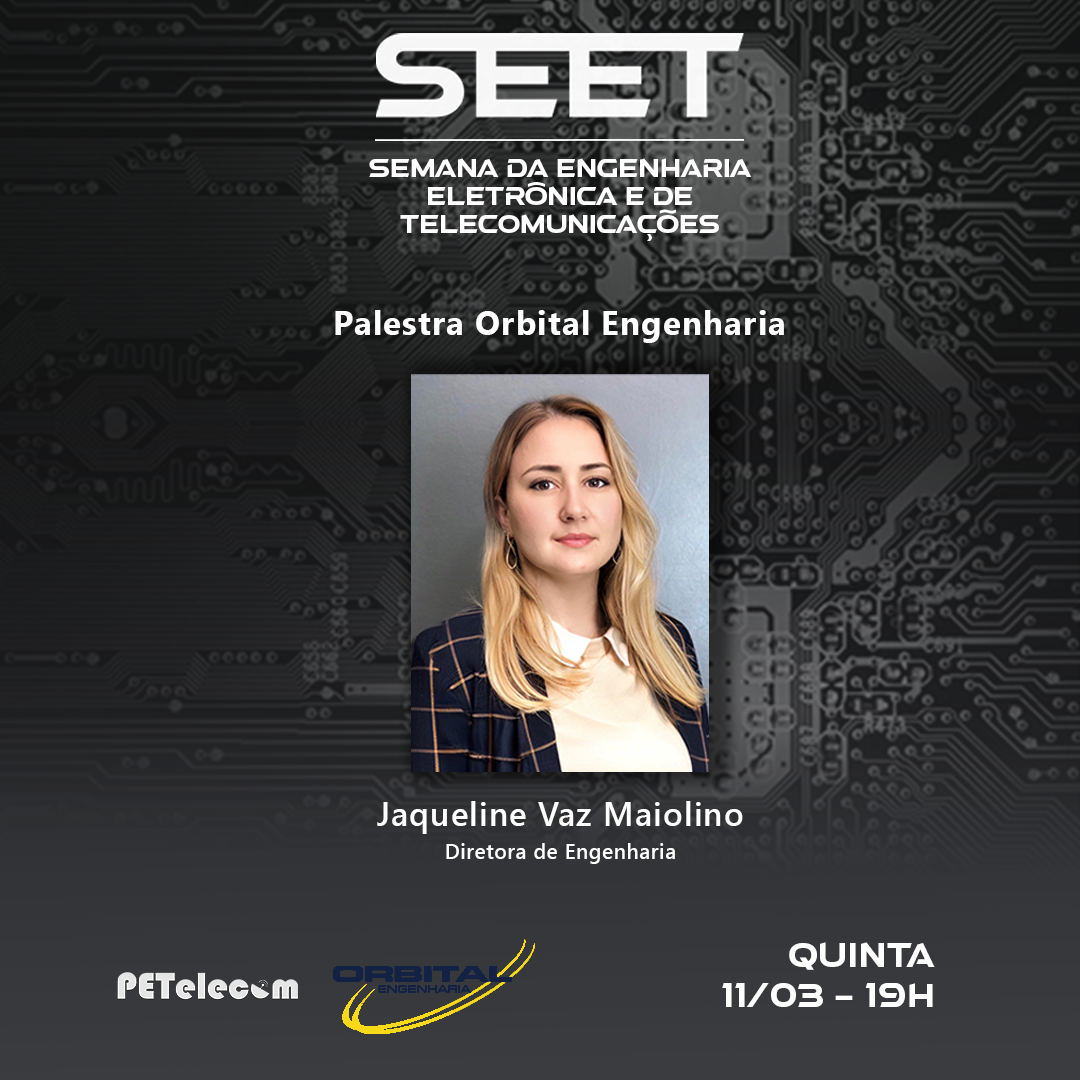 SEET
SEMANA DA ENGENHARIA
ELETRÔNICA E DE
TELECOMUNICAÇÕES
Palestra Orbital Engenharia
Jaqueline Vaz Maiolino
Diretora de Engenharia
PETelecom
ORBITAL
ENGENHARIA
QUINTA
11/03 – 19H